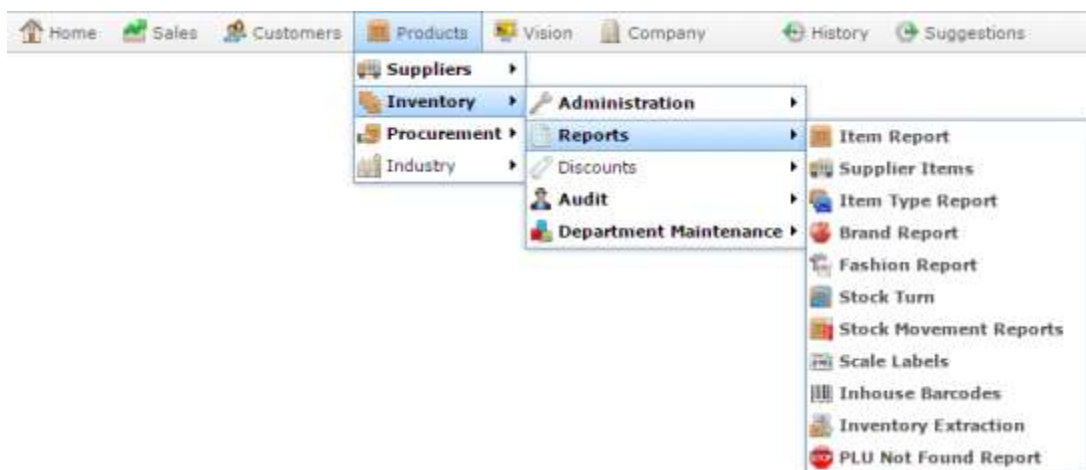 Home Sales Customers Products Vision Company History Suggestions
Suppliers
Inventory
Procurement
Industry
Administration
Reports
Discounts
Audit
Department Maintenance
Item Report
Supplier Items
Item Type Report
Brand Report
Fashion Report
Stock Turn
Stock Movement Reports
Scale Labels
Inhouse Barcodes
Inventory Extraction
PLU Not Found Report